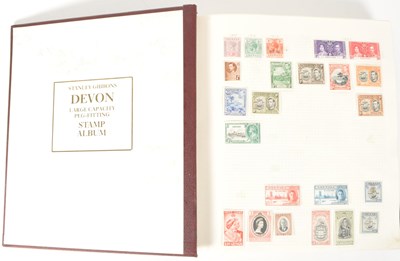 STANLEY GIBBONS
DEVON
LARGE CAPACITY
PEG-FITTING
STAMP
ALBUM